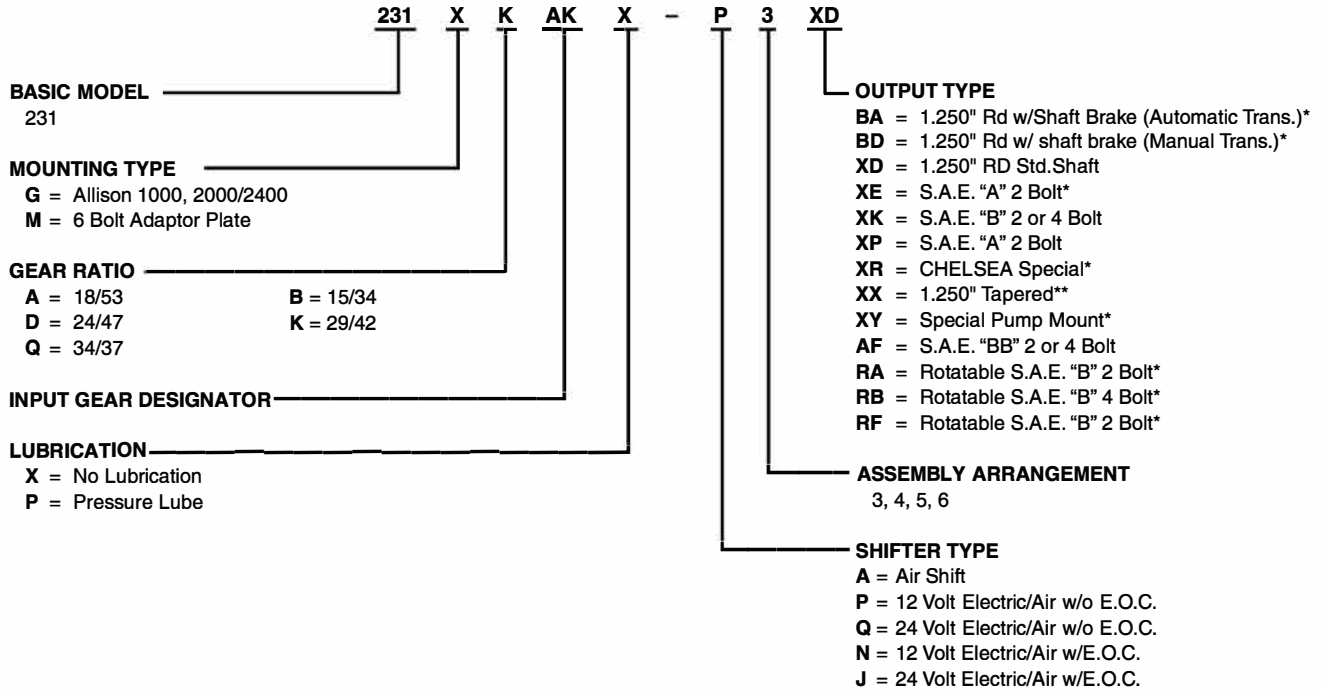 231 X K AK X – P 3 XD
BASIC MODEL
231
MOUNTING TYPE
G = Allison 1000, 2000/2400
M = 6 Bolt Adaptor Plate
GEAR RATIO
A = 18/53 B = 15/34
D = 24/47 K = 29/42
Q = 34/37
INPUT GEAR DESIGNATOR
LUBRICATION
X = No Lubrication
P = Pressure Lube
OUTPUT TYPE
BA = 1.250" Rd w/Shaft Brake (Automatic Trans.)*
BD = 1.250" Rd w/ shaft brake (Manual Trans.)*
XD = 1.250" RD Std.Shaft
XE = S.A.E. “A” 2 Bolt*
XK = S.A.E. “B” 2 or 4 Bolt
XP = S.A.E. “A” 2 Bolt
XR = CHELSEA Special*
XX = 1.250" Tapered**
XY = Special Pump Mount*
AF = S.A.E. “BB” 2 or 4 Bolt
RA = Rotatable S.A.E. “B” 2 Bolt*
RB = Rotatable S.A.E. “B” 4 Bolt*
RF = Rotatable S.A.E. “B” 2 Bolt*
ASSEMBLY ARRANGEMENT
3, 4, 5, 6
SHIFTER TYPE
A = Air Shift
P = 12 Volt Electric/Air w/o E.O.C.
Q = 24 Volt Electric/Air w/o E.O.C.
N = 12 Volt Electric/Air w/E.O.C.
J = 24 Volt Electric/Air w/E.O.C.